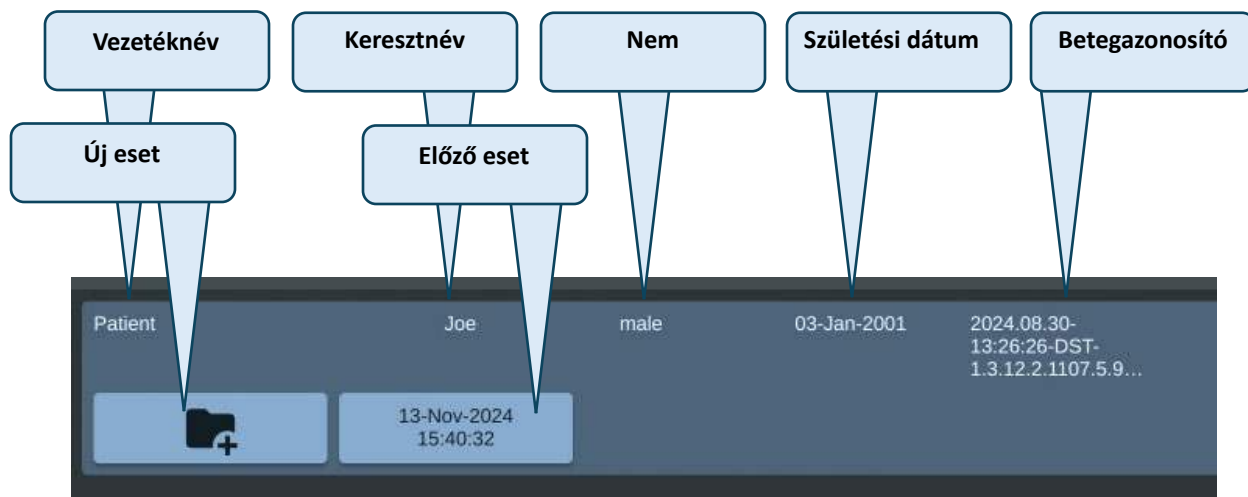 Vezetéknév
Keresztnév
Nem
Születési dátum
Betegazonosító
Új eset
Előző eset
Patient
Joe
male
03-Jan-2001
2024.08.30-
13:26:26-DST-
1.3.12.2.1107.5.9...
13-Nov-2024
15:40:32